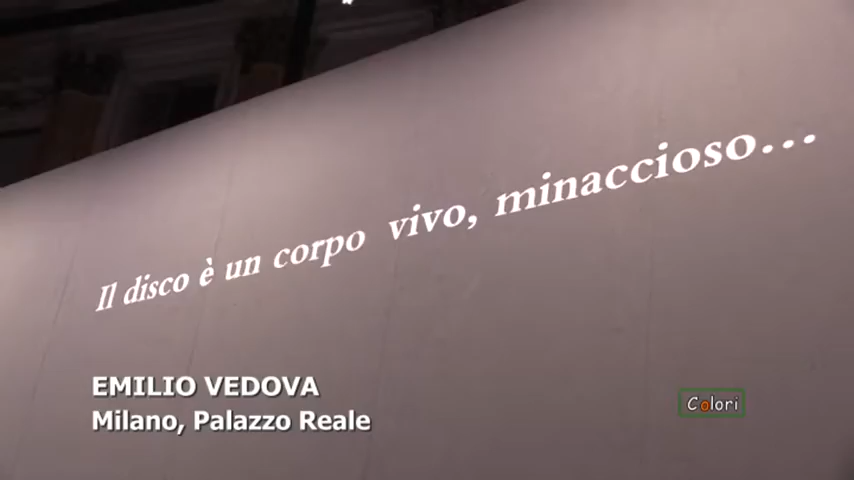 Il disco è un corpo vivo, minaccioso...
EMILIO VEDOVA
Milano, Palazzo Reale
Colori